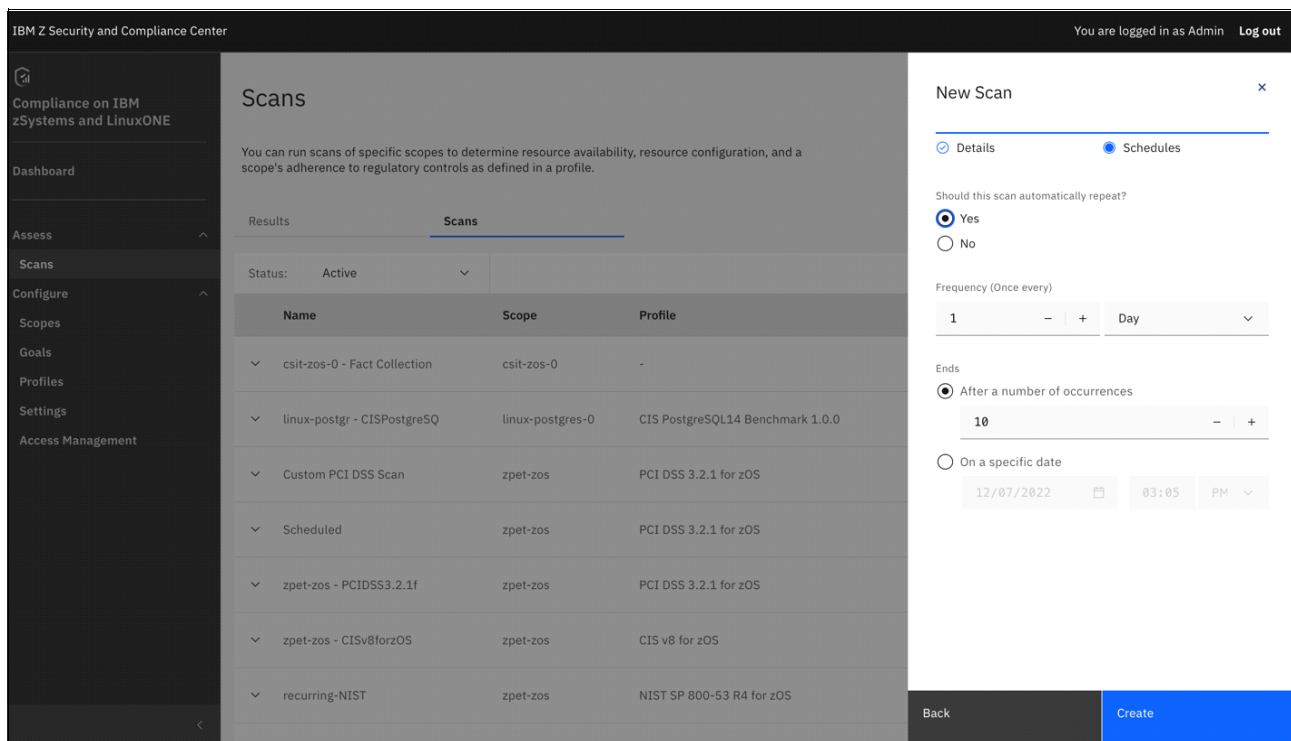 IBM Z Security and Compliance Center
You are logged in as Admin Log out
Compliance on IBM
zSystems and LinuxONE
Dashboard
Assess
Scans
Configure
Scopes
Goals
Profiles
Settings
Access Management
Scans
You can run scans of specific scopes to determine resource availability, resource configuration, and a
scope's adherence to regulatory controls as defined in a profile.
Results Scans
Status: Active
Name Scope Profile
csit-zos-0 - Fact Collection csit-zos-0 -
linux-postgr - CISPostgreSQ linux-postgres-0 CIS PostgreSQL14 Benchmark 1.0.0
Custom PCI DSS Scan zpet-zos PCI DSS 3.2.1 for zOS
Scheduled zpet-zos PCI DSS 3.2.1 for zOS
zpet-zos - PCIDSS3.2.1f zpet-zos PCI DSS 3.2.1 for zOS
zpet-zos - CISv8forzOS zpet-zos CIS v8 for zOS
recurring-NIST zpet-zos NIST SP 800-53 R4 for zOS
New Scan
Details Schedules
Should this scan automatically repeat?
Yes
No
Frequency (Once every)
1 − + Day
Ends
After a number of occurrences
10 − +
On a specific date
12/07/2022 03:05 PM
Back Create